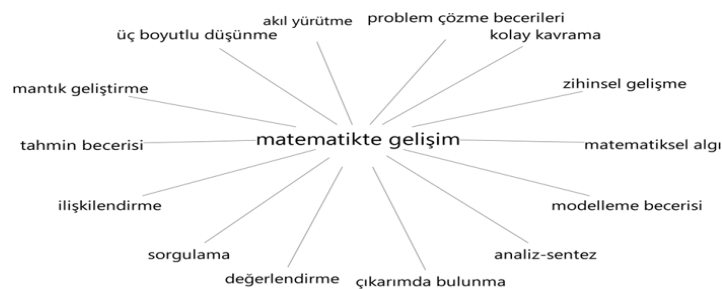 akıl yürütme
problem çözme becerileri
üç boyutlu düşünme
kolay kavrama
mantık geliştirme
zihinsel gelişme
tahmin becerisi
matematikte gelişim
matematiksel algı
ilişkilendirme
modelleme becerisi
sorgulama
analiz-sentez
değerlendirme
çıkarımda bulunma